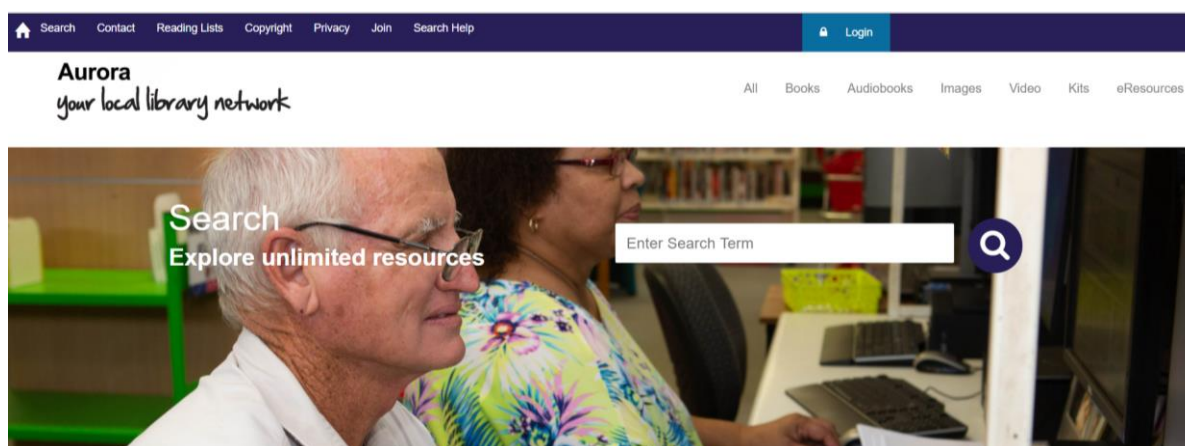 Search Contact Reading Lists Copyright Privacy Join Search Help Login
Aurora
your local library network
All Books Audiobooks Images Video Kits eResources
Search
Explore unlimited resources
Enter Search Term